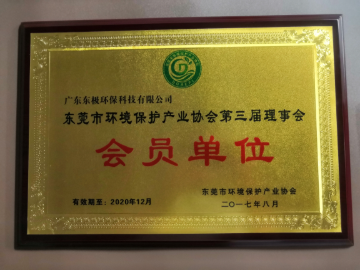 广东东极环保科技有限公司
东莞市环境保护产业协会第三届理事会
会员单位
东莞市环境保护产业协会
有效期至：2020年12月
二〇一七年八月